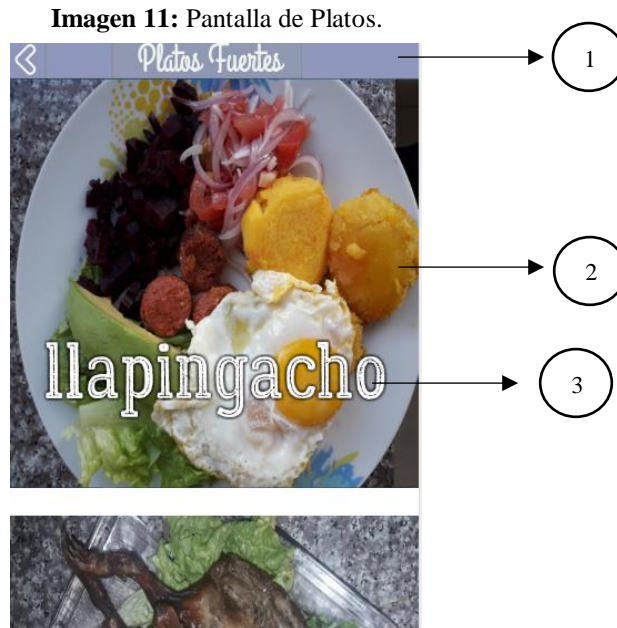 Imagen 11: Pantalla de Platos.
Platos Fuertes
1
2
llapingacho
3